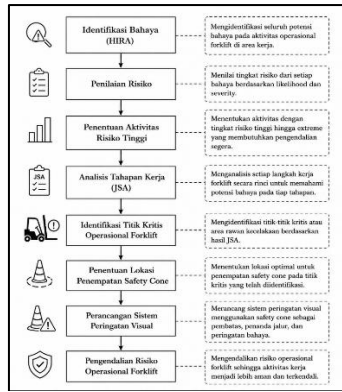 Identifikasi Bahaya
(HIRA)
Mengidentifikasi seluruh potensi
bahaya pada aktivitas operasional
forklift di area kerja.
Penilaian Risiko
Menilai tingkat risiko dari setiap
bahaya berdasarkan likelihood dan
severity.
Penentuan Aktivitas
Risiko Tinggi
Menentukan aktivitas dengan
tingkat risiko tinggi hingga extreme
yang membutuhkan pengendalian
segera.
JSA
Analisis Tahapan Kerja
(JSA)
Menganalisis setiap langkah kerja
forklift secara rinci untuk memahami
potensi bahaya pada tiap tahapan.
Identifikasi Titik Kritis
Operasional Forklift
Mengidentifikasi titik-titik kritis atau
area rawan kecelakaan berdasarkan
hasil JSA.
Penentuan Lokasi
Penempatan Safety Cone
Menentukan lokasi optimal untuk
penempatan safety cone pada titik
kritis yang telah diidentifikasi.
Perancangan Sistem
Peringatan Visual
Merancang sistem peringatan visual
menggunakan safety cone sebagai
pembatas, penanda jalur, dan
peringatan bahaya.
Pengendalian Risiko
Operasional Forklift
Mengendalikan risiko operasional
forklift sehingga aktivitas kerja
menjadi lebih aman dan terkendali.